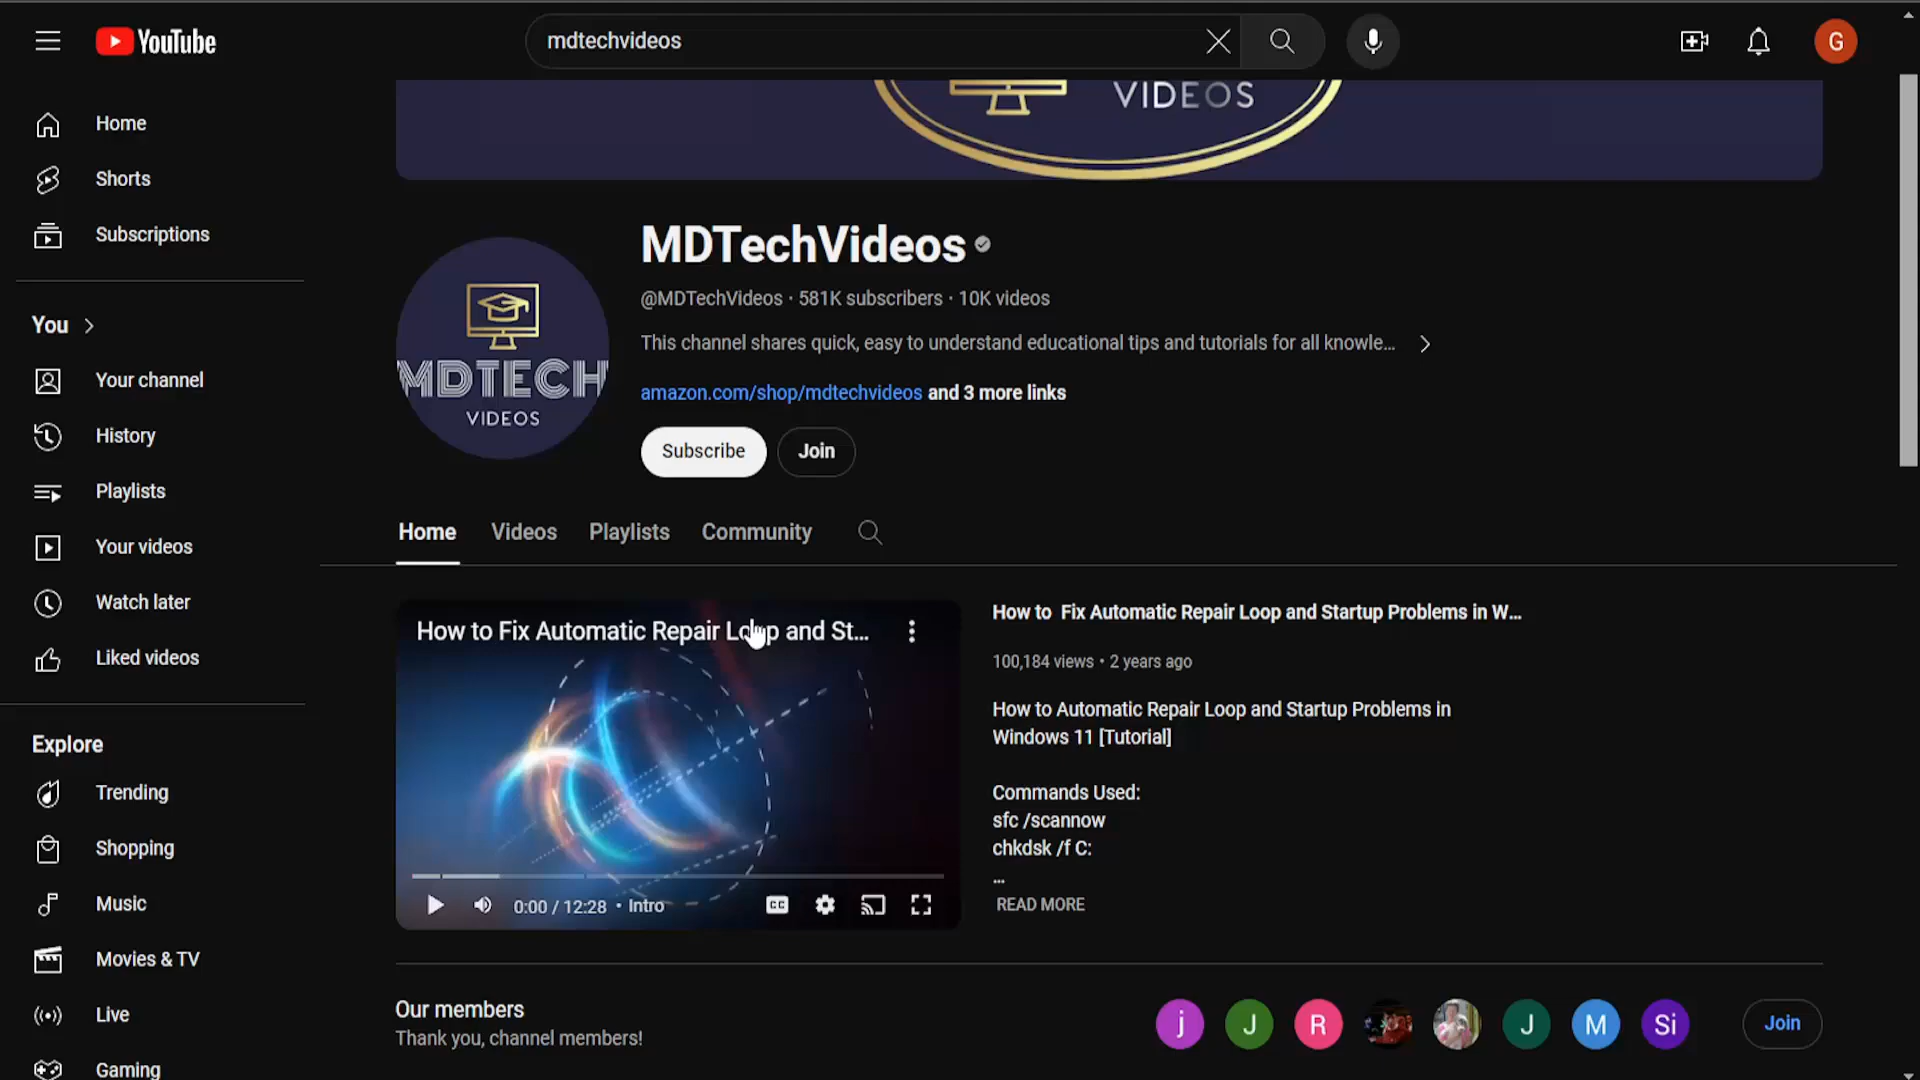 YouTube
mdtechvideos
G
Home
Shorts
Subscriptions
You
Your channel
History
Playlists
Your videos
Watch later
Liked videos
Explore
Trending
Shopping
Music
Movies & TV
Live
Gaming
VIDEOS
MDTECH
VIDEOS
MDTechVideos
@MDTechVideos · 581K subscribers · 10K videos
This channel shares quick, easy to understand educational tips and tutorials for all knowle...
amazon.com/shop/mdtechvideos and 3 more links
Subscribe
Join
Home
Videos
Playlists
Community
How to Fix Automatic Repair Loop and St...
0:00 / 12:28 • Intro
CC
How to  Fix Automatic Repair Loop and Startup Problems in W...
100,184 views • 2 years ago
How to Automatic Repair Loop and Startup Problems in
Windows 11 [Tutorial]
Commands Used:
sfc /scannow
chkdsk /f C:
...
READ MORE
Our members
Thank you, channel members!
j
J
R
J
M
Si
Join